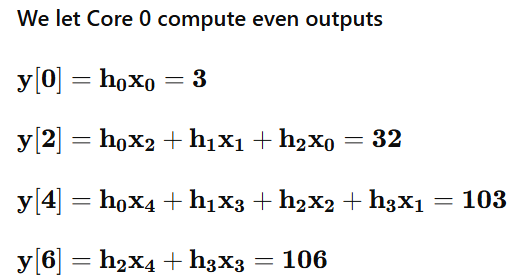 We let Core 0 compute even outputs
y[0] = h₀x₀ = 3
y[2] = h₀x₂ + h₁x₁ + h₂x₀ = 32
y[4] = h₀x₄ + h₁x₃ + h₂x₂ + h₃x₁ = 103
y[6] = h₂x₄ + h₃x₃ = 106